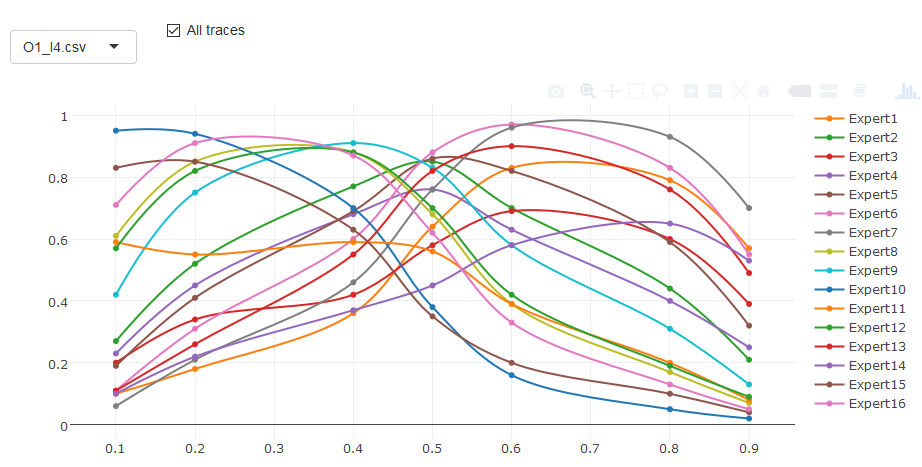 All traces
O1_I4.csv
1
0.8
0.6
0.4
0.2
0
0.1 0.2 0.3 0.4 0.5 0.6 0.7 0.8 0.9
Expert1
Expert2
Expert3
Expert4
Expert5
Expert6
Expert7
Expert8
Expert9
Expert10
Expert11
Expert12
Expert13
Expert14
Expert15
Expert16